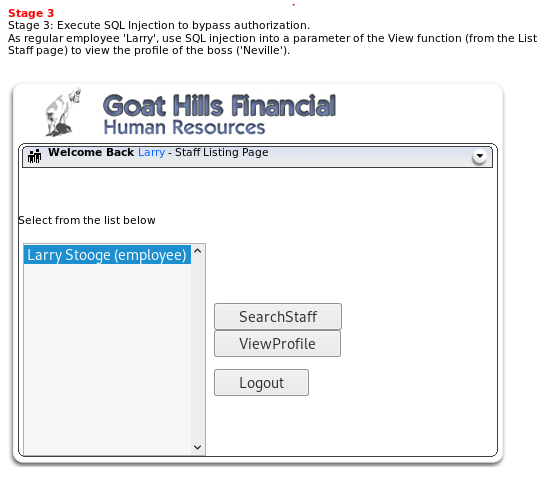 Stage 3
Stage 3: Execute SQL Injection to bypass authorization.
As regular employee 'Larry', use SQL injection into a parameter of the View function (from the List
Staff page) to view the profile of the boss ('Neville').
Goat Hills Financial
Human Resources
Welcome Back Larry - Staff Listing Page
Select from the list below
Larry Stooge (employee)
SearchStaff
ViewProfile
Logout